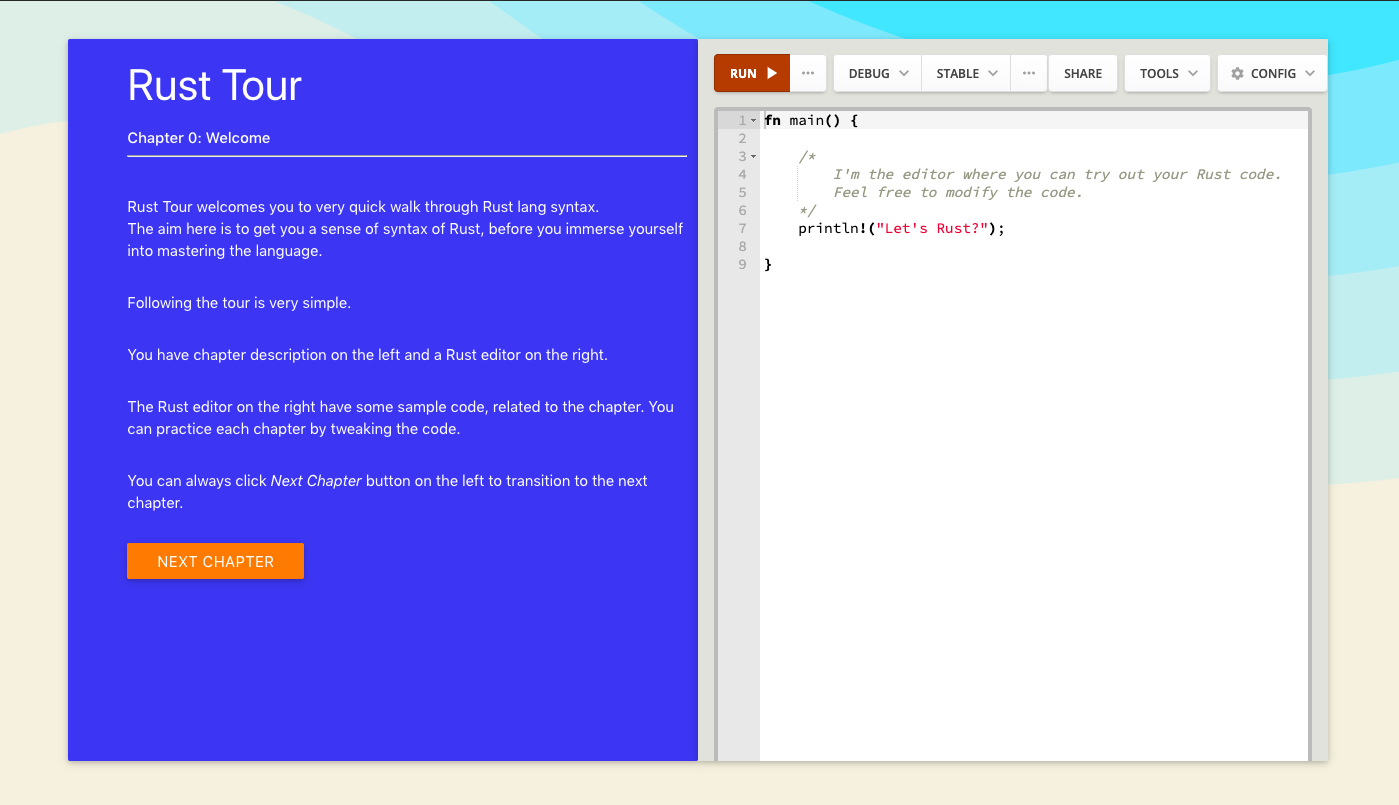 Rust Tour
Chapter 0: Welcome
Rust Tour welcomes you to very quick walk through Rust lang syntax.
The aim here is to get you a sense of syntax of Rust, before you immerse yourself
into mastering the language.
Following the tour is very simple.
You have chapter description on the left and a Rust editor on the right.
The Rust editor on the right have some sample code, related to the chapter. You
can practice each chapter by tweaking the code.
You can always click Next Chapter button on the left to transition to the next
chapter.
NEXT CHAPTER
RUN ··· DEBUG STABLE ··· SHARE TOOLS CONFIG
1 fn main() {
2
3 /*
4 I'm the editor where you can try out your Rust code.
5 Feel free to modify the code.
6 */
7 println!("Let's Rust?");
8
9 }